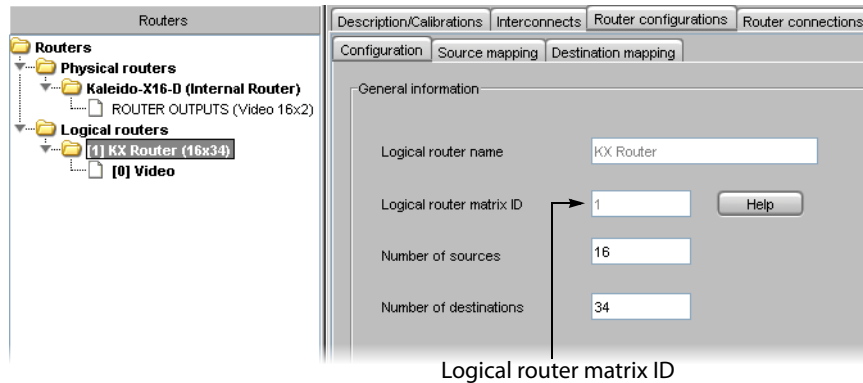 Routers
Routers
Physical routers
Kaleido-X16-D (Internal Router)
ROUTER OUTPUTS (Video 16x2)
Logical routers
[1] KX Router (16x34)
[0] Video
Description/Calibrations Interconnects Router configurations Router connections
Configuration Source mapping Destination mapping
General information
Logical router name KX Router
Logical router matrix ID 1 Help
Number of sources 16
Number of destinations 34
Logical router matrix ID